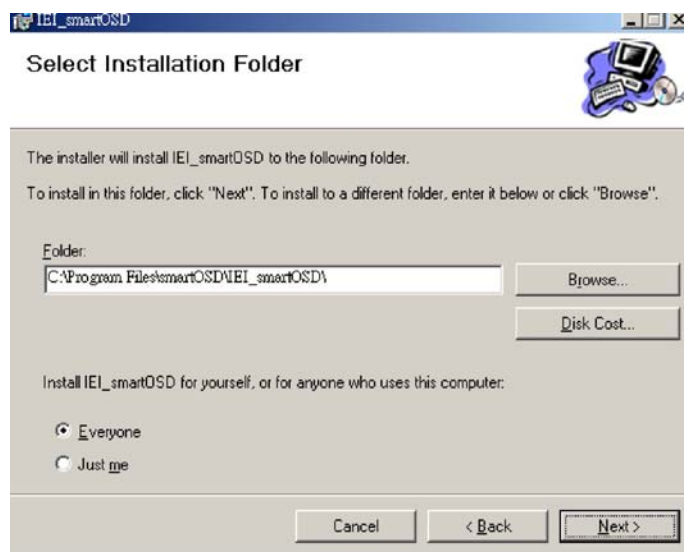 IEI_smartOSD
Select Installation Folder
The installer will install IEI_smartOSD to the following folder.
To install in this folder, click "Next". To install to a different folder, enter it below or click "Browse".
Folder:
C:\Program Files\smartOSD\IEI_smartOSD\
Browse...
Disk Cost...
Install IEI_smartOSD for yourself, or for anyone who uses this computer:
Everyone
Just me
Cancel
< Back
Next >